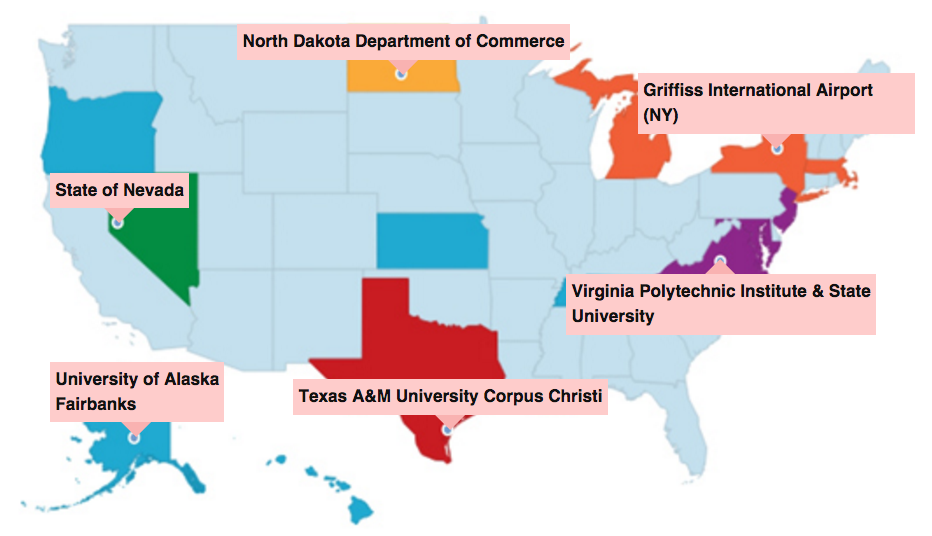 North Dakota Department of Commerce
Griffiss International Airport
(NY)
State of Nevada
Virginia Polytechnic Institute & State
University
University of Alaska
Fairbanks
Texas A&M University Corpus Christi